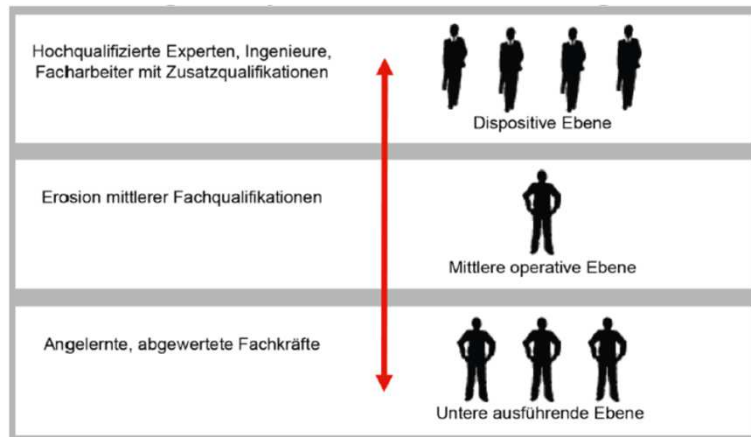 Hochqualifizierte Experten, Ingenieure,
Facharbeiter mit Zusatzqualifikationen
Dispositive Ebene
Erosion mittlerer Fachqualifikationen
Mittlere operative Ebene
Angelernte, abgewertete Fachkräfte
Untere ausführende Ebene